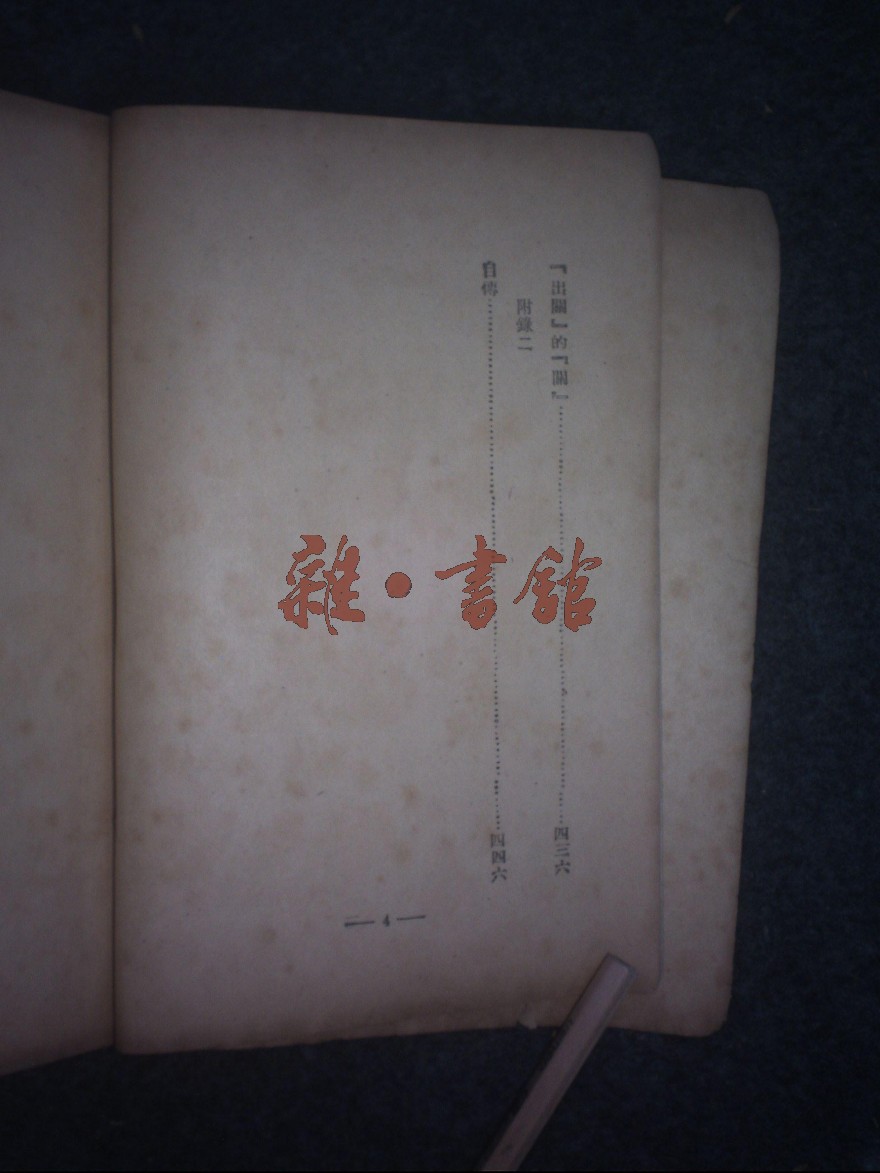 『出關』的『關』…………四三六
附錄二
自傳…………四四六
— 4 —
雜·書館